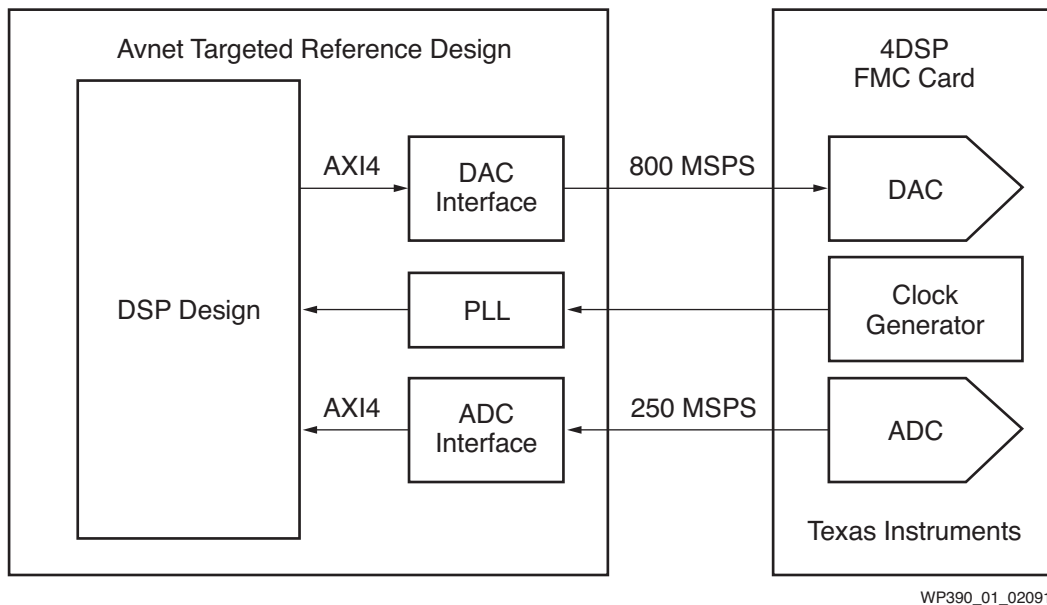 Avnet Targeted Reference Design
4DSP
FMC Card
DSP Design
AXI4
DAC
Interface
800 MSPS
DAC
PLL
Clock
Generator
AXI4
ADC
Interface
250 MSPS
ADC
Texas Instruments
WP390_01_02091